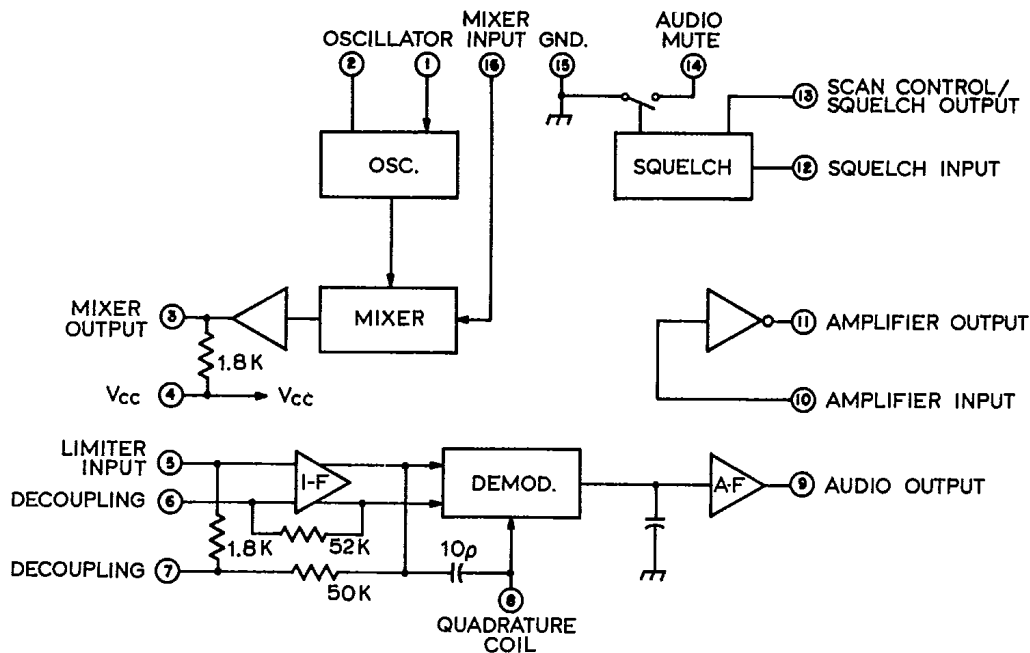 OSCILLATOR
MIXER
INPUT
GND.
AUDIO
MUTE
2
1
16
15
14
13
SCAN CONTROL/
SQUELCH OUTPUT
OSC.
SQUELCH
12
SQUELCH INPUT
MIXER
OUTPUT
3
MIXER
11
AMPLIFIER OUTPUT
1.8K
VCC
4
VCC
10
AMPLIFIER INPUT
LIMITER
INPUT
5
I-F
DEMOD.
A-F
9
AUDIO OUTPUT
DECOUPLING
6
1.8K
52K
10p
DECOUPLING
7
50K
8
QUADRATURE
COIL